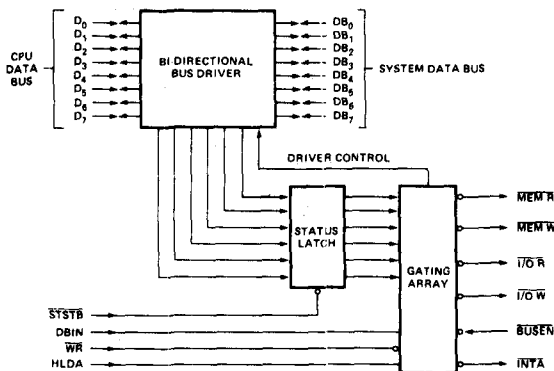 CPU
DATA
BUS
D0
D1
D2
D3
D4
D5
D6
D7
BI-DIRECTIONAL
BUS DRIVER
DB0
DB1
DB2
DB3
DB4
DB5
DB6
DB7
SYSTEM DATA BUS
DRIVER CONTROL
STATUS
LATCH
GATING
ARRAY
MEM R
MEM W
I/O R
I/O W
BUSEN
INTA
STSTB
DBIN
WR
HLDA